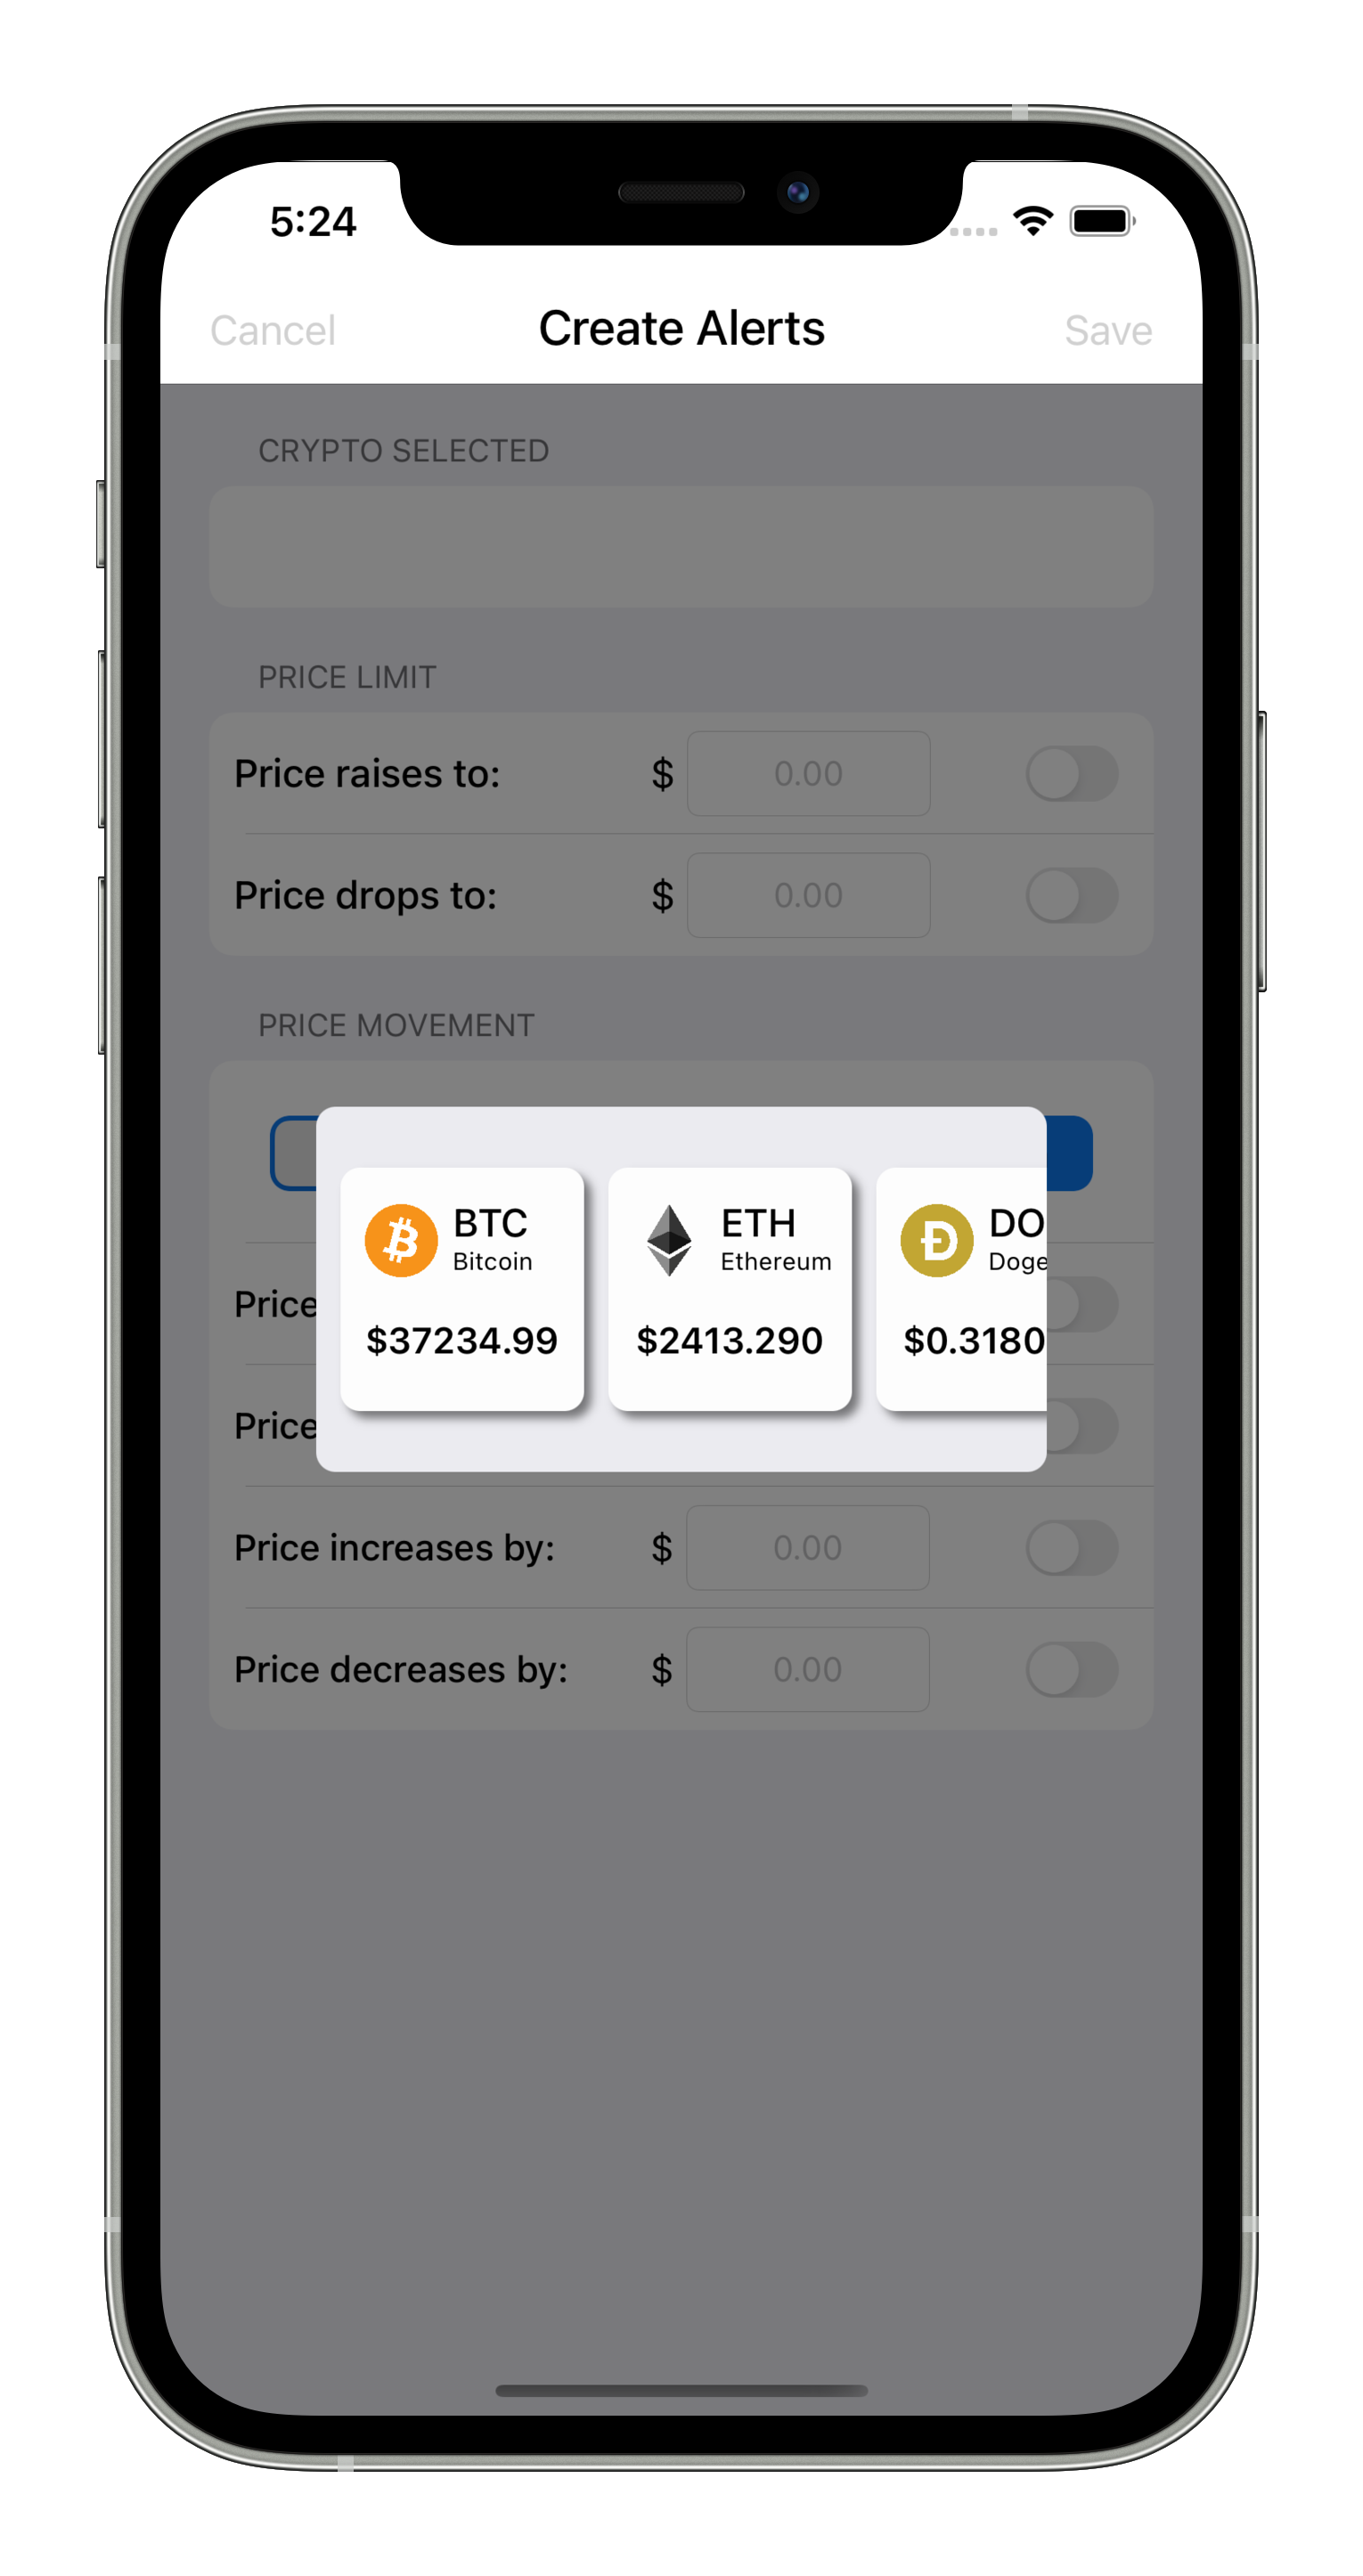 5:24
Cancel Create Alerts Save
CRYPTO SELECTED
PRICE LIMIT
Price raises to: $ 0.00
Price drops to: $ 0.00
PRICE MOVEMENT
BTC ETH DO
Bitcoin Ethereum Doge
Price
$37234.99 $2413.290 $0.3180
Price
Price increases by: $ 0.00
Price decreases by: $ 0.00